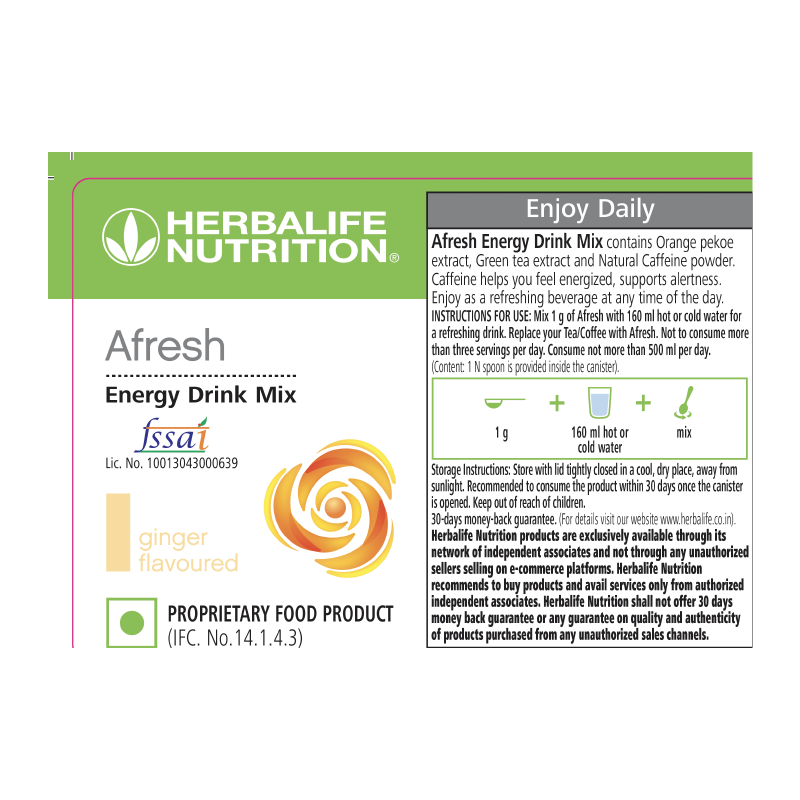 HERBALIFE
NUTRITION®
Afresh
Energy Drink Mix
fssai
Lic. No. 10013043000639
ginger
flavoured
PROPRIETARY FOOD PRODUCT
(IFC. No.14.1.4.3)
Enjoy Daily
Afresh Energy Drink Mix contains Orange pekoe
extract, Green tea extract and Natural Caffeine powder.
Caffeine helps you feel energized, supports alertness.
Enjoy as a refreshing beverage at any time of the day.
INSTRUCTIONS FOR USE: Mix 1 g of Afresh with 160 ml hot or cold water for
a refreshing drink. Replace your Tea/Coffee with Afresh. Not to consume more
than three servings per day. Consume not more than 500 ml per day.
(Content: 1 N spoon is provided inside the canister).
+ +
1 g 160 ml hot or mix
cold water
Storage Instructions: Store with lid tightly closed in a cool, dry place, away from
sunlight. Recommended to consume the product within 30 days once the canister
is opened. Keep out of reach of children.
30-days money-back guarantee. (For details visit our website www.herbalife.co.in).
Herbalife Nutrition products are exclusively available through its
network of independent associates and not through any unauthorized
sellers selling on e-commerce platforms. Herbalife Nutrition
recommends to buy products and avail services only from authorized
independent associates. Herbalife Nutrition shall not offer 30 days
money back guarantee or any guarantee on quality and authenticity
of products purchased from any unauthorized sales channels.